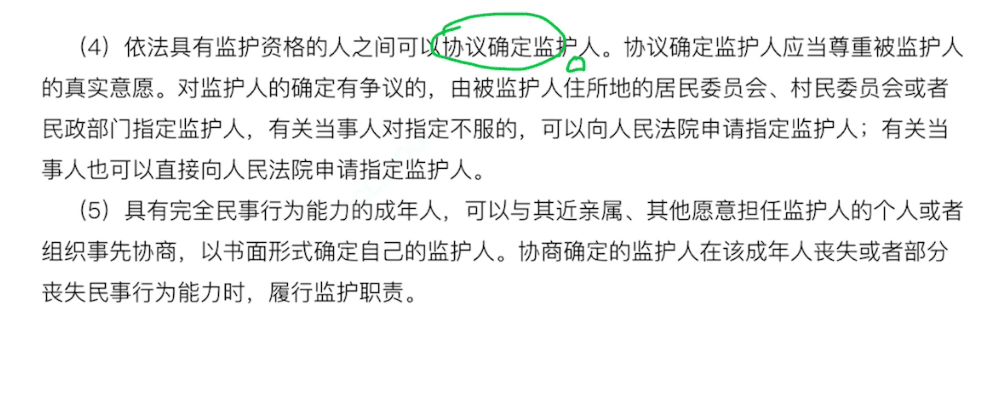 （4）依法具有监护资格的人之间可以协议确定监护人。协议确定监护人应当尊重被监护人
的真实意愿。对监护人的确定有争议的，由被监护人住所地的居民委员会、村民委员会或者
民政部门指定监护人，有关当事人对指定不服的，可以向人民法院申请指定监护人；有关当
事人也可以直接向人民法院申请指定监护人。
（5）具有完全民事行为能力的成年人，可以与其近亲属、其他愿意担任监护人的个人或者
组织事先协商，以书面形式确定自己的监护人。协商确定的监护人在该成年人丧失或者部分
丧失民事行为能力时，履行监护职责。